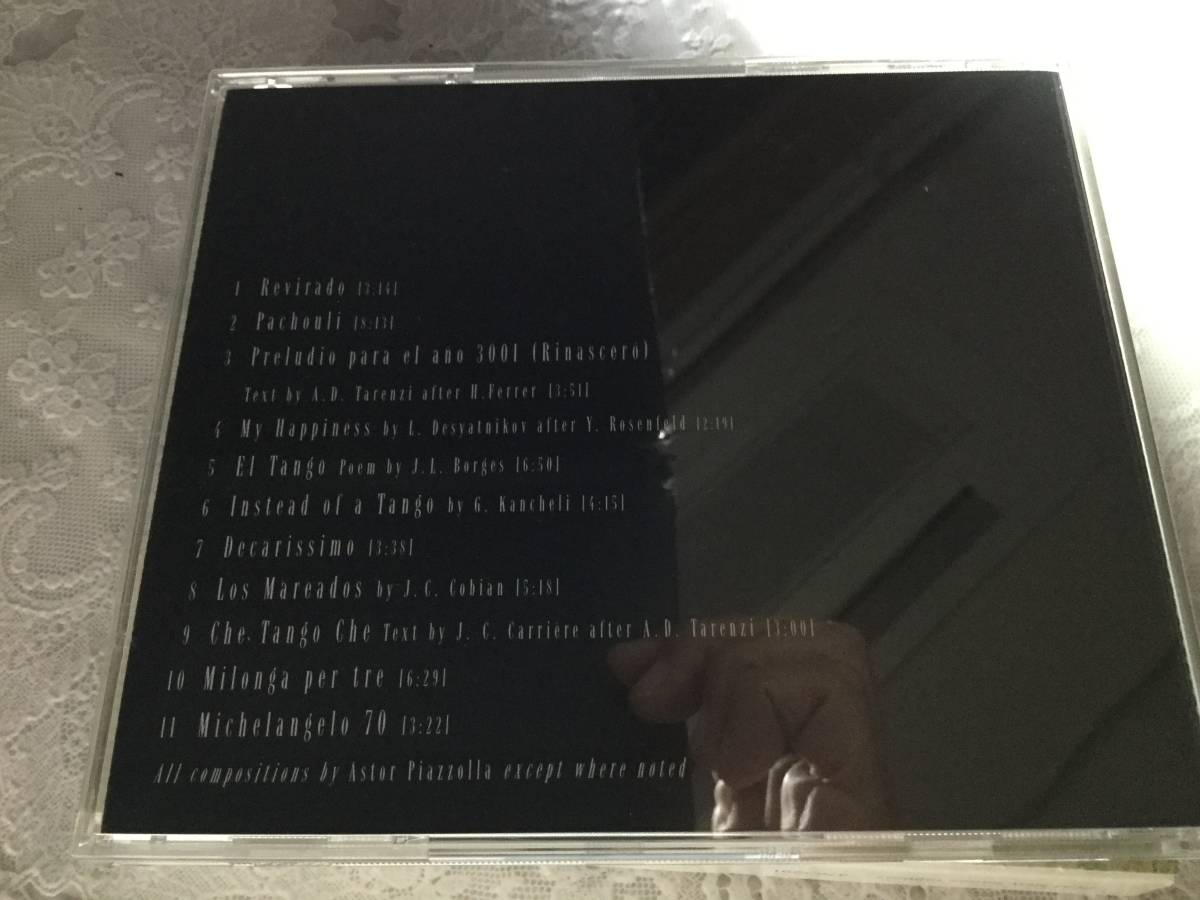 1 Revirado [3:14]
2 Pachouli [8:13]
3 Preludio para el año 3001 (Rinascerò)
Text by A.D. Tarenzi after H.Ferrer [3:51]
4 My Happiness by L. Desyatnikov after Y. Rosenfeld [2:19]
5 El Tango Poem by J.L. Borges [6:50]
6 Instead of a Tango by G. Kancheli [4:15]
7 Decarissimo [3:38]
8 Los Mareados by J.C. Cobian [5:18]
9 Che. Tango Che Text by J. C. Carrière after A.D. Tarenzi [3:00]
10 Milonga per tre [6:29]
11 Michelangelo 70 [3:22]
All compositions by Astor Piazzolla except where noted